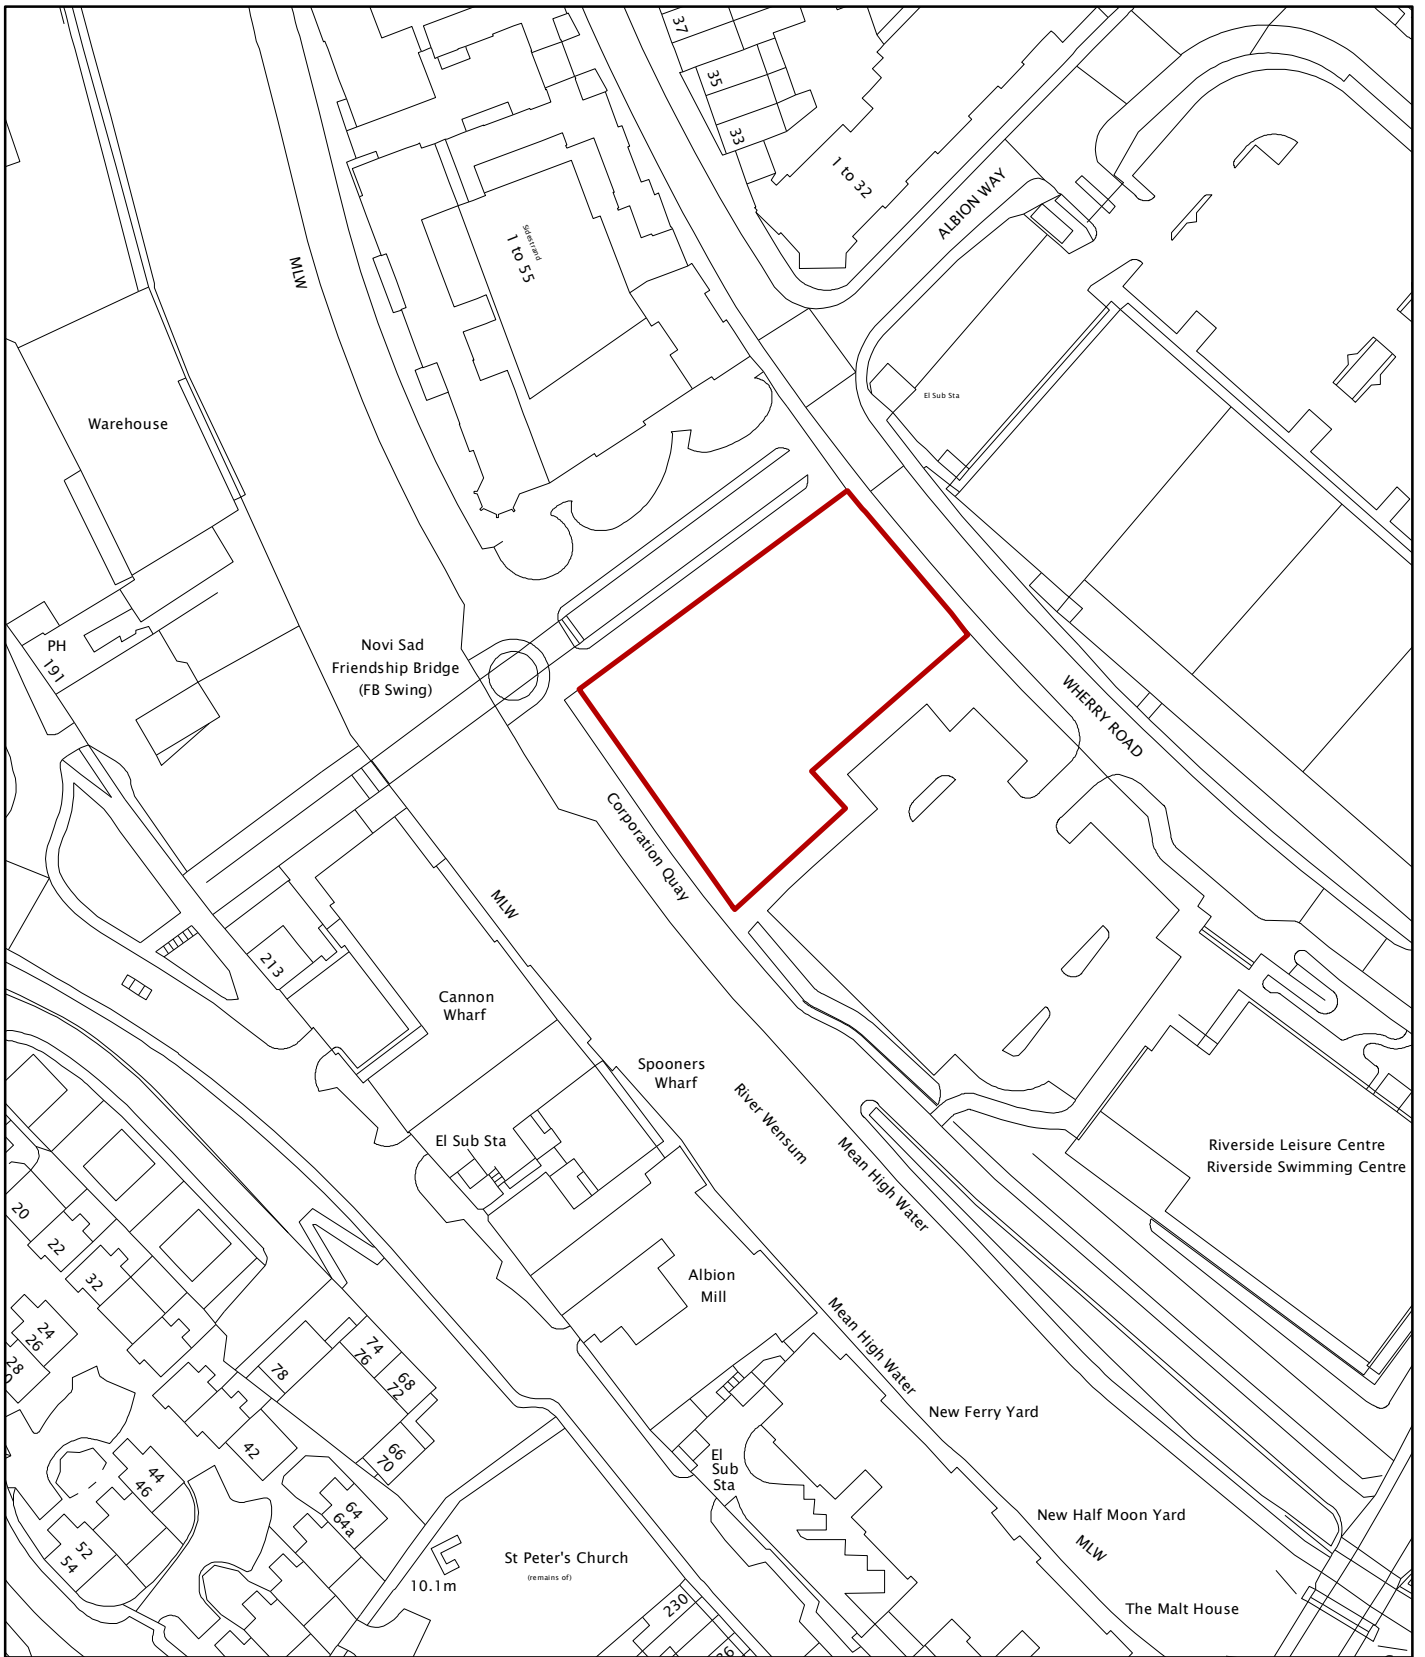 37
35
33
1 to 32
ALBION WAY
MLW
Sidestrand
1 to 55
El Sub Sta
Warehouse
PH
191
Novi Sad
Friendship Bridge
(FB Swing)
WHERRY ROAD
Corporation Quay
MLW
213
Cannon
Wharf
Spooners
Wharf
River Wensum
Mean High Water
El Sub Sta
Riverside Leisure Centre
Riverside Swimming Centre
20
22
32
24
26
28
Albion
Mill
Mean High Water
74
76
78
68
72
New Ferry Yard
42
66
70
El
Sub
Sta
44
46
64
64a
New Half Moon Yard
MLW
52
54
St Peter's Church
(remains of)
10.1m
230
The Malt House